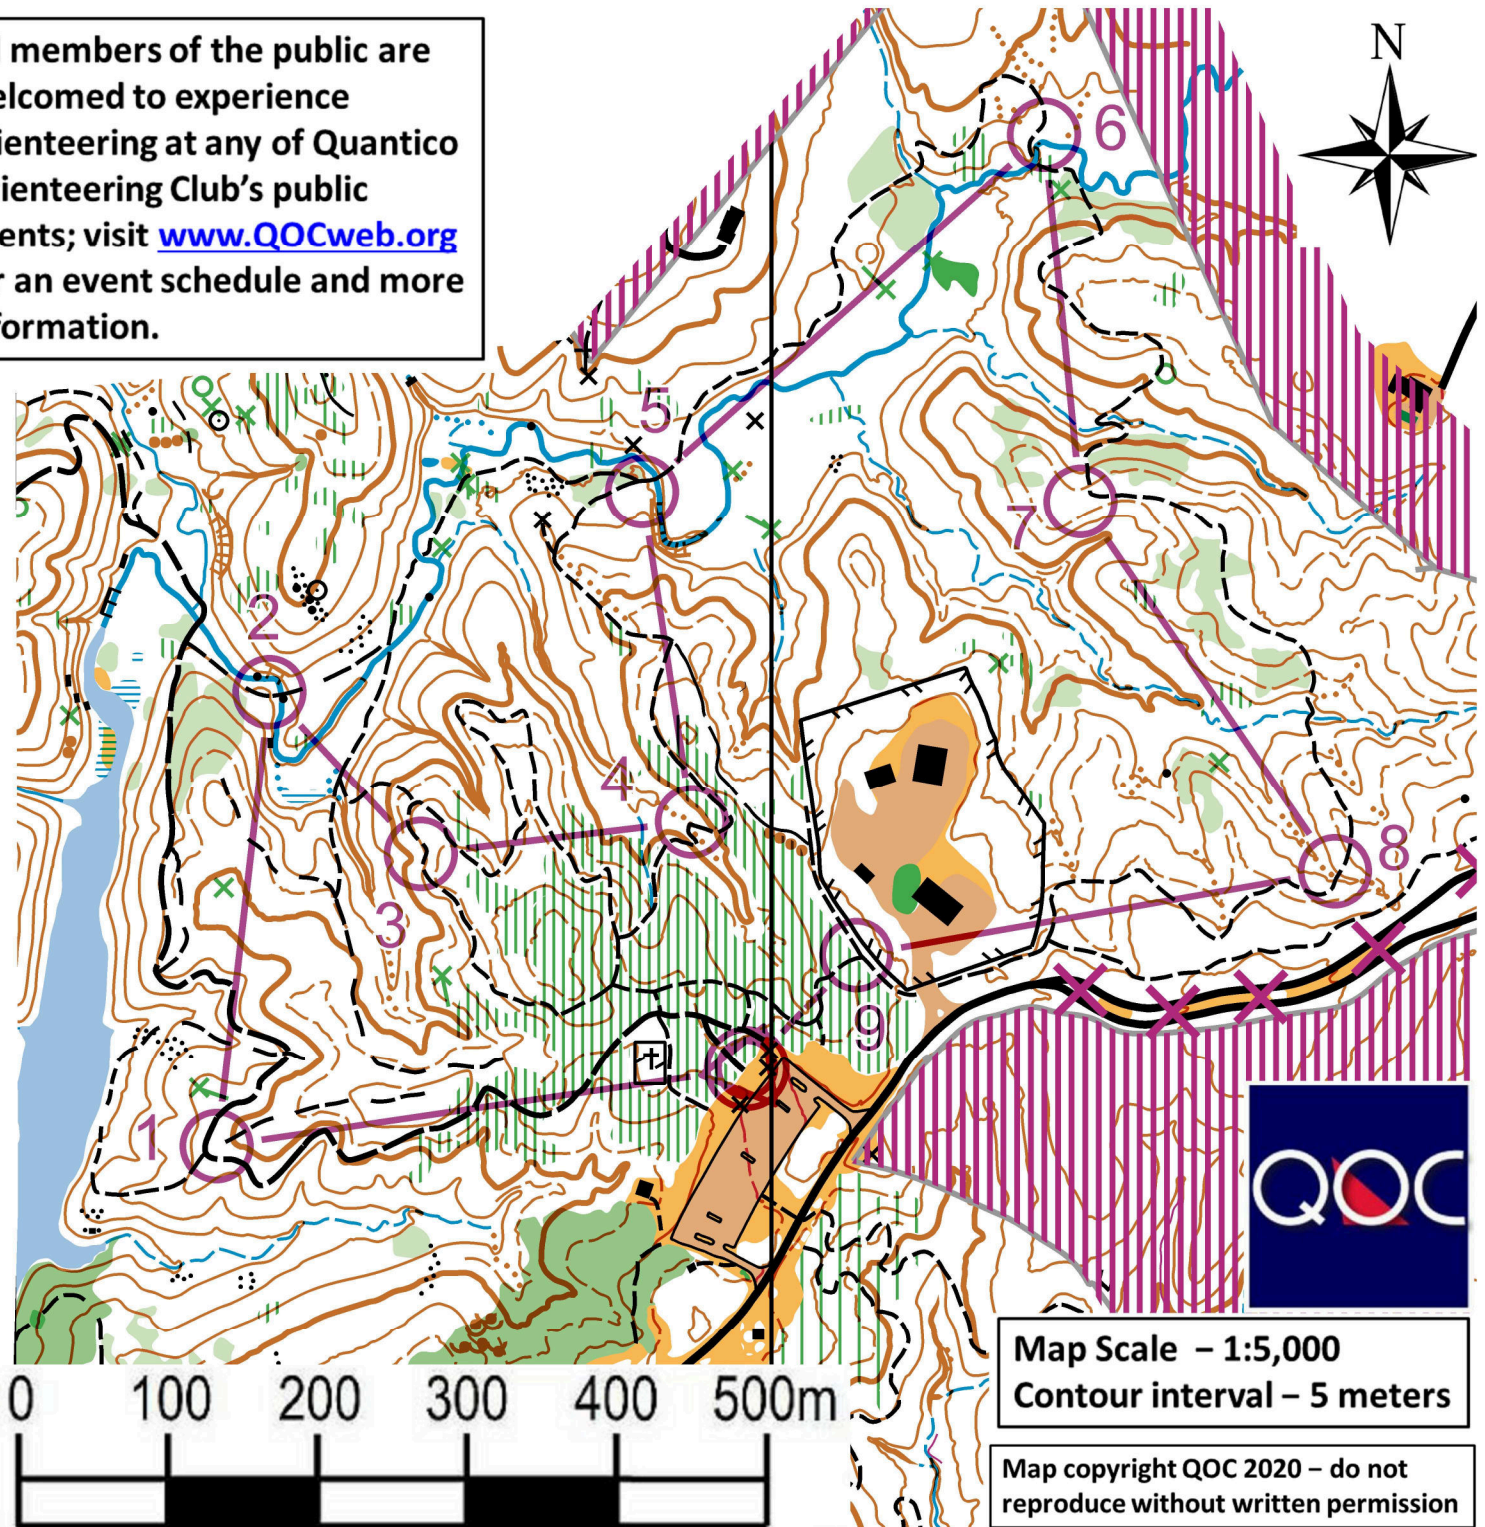 l members of the public are
elcomed to experience
ienteering at any of Quantico
ienteering Club's public
ents; visit www.QOCweb.org
r an event schedule and more
formation.
N
6
5
7
2
4
8
3
9
1
QOC
Map Scale – 1:5,000
Contour interval – 5 meters
0 100 200 300 400 500m
Map copyright QOC 2020 – do not
reproduce without written permission